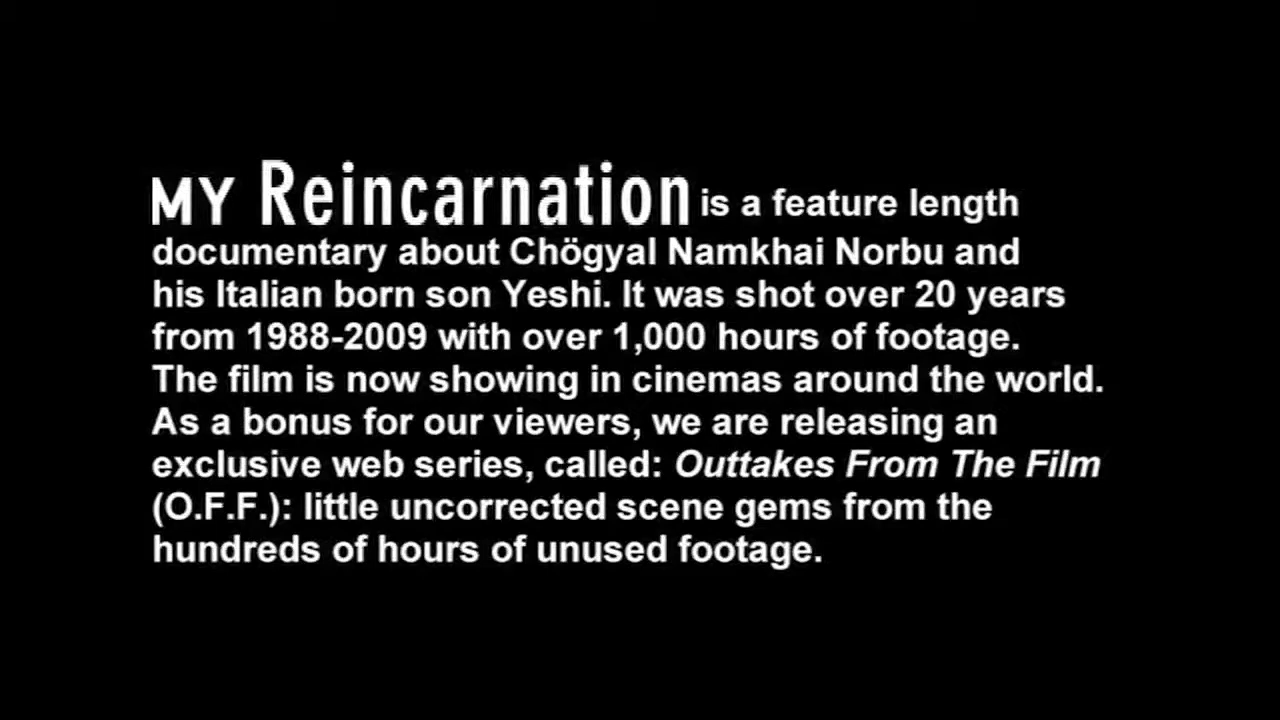 MY Reincarnation is a feature length
documentary about Chögyal Namkhai Norbu and
his Italian born son Yeshi. It was shot over 20 years
from 1988-2009 with over 1,000 hours of footage.
The film is now showing in cinemas around the world.
As a bonus for our viewers, we are releasing an
exclusive web series, called: Outtakes From The Film
(O.F.F.): little uncorrected scene gems from the
hundreds of hours of unused footage.